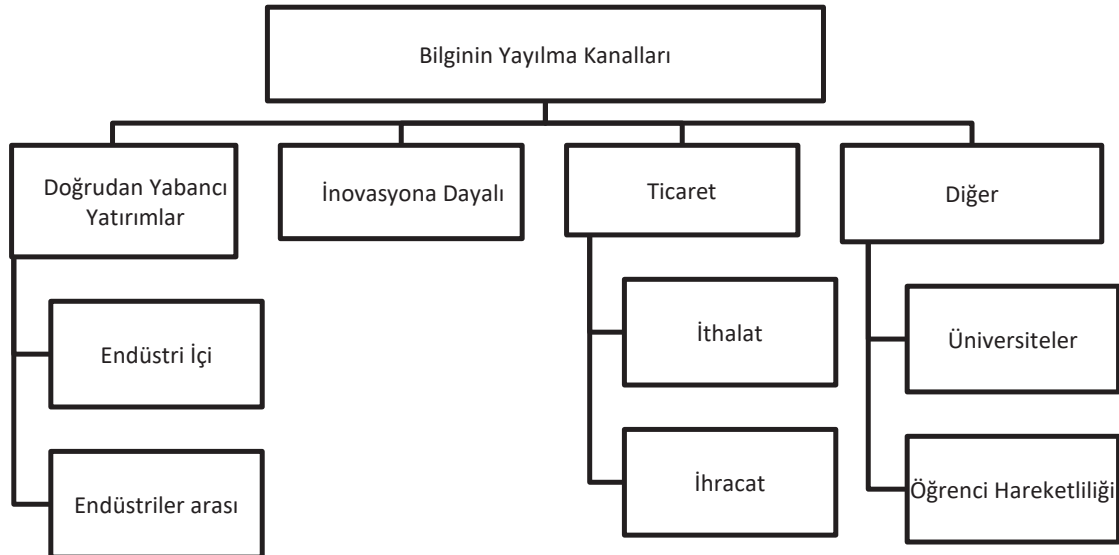 Bilginin Yayılma Kanalları
Doğrudan Yabancı
Yatırımlar
İnovasyona Dayalı
Ticaret
Diğer
Endüstri İçi
Endüstriler arası
İthalat
İhracat
Üniversiteler
Öğrenci Hareketliliği